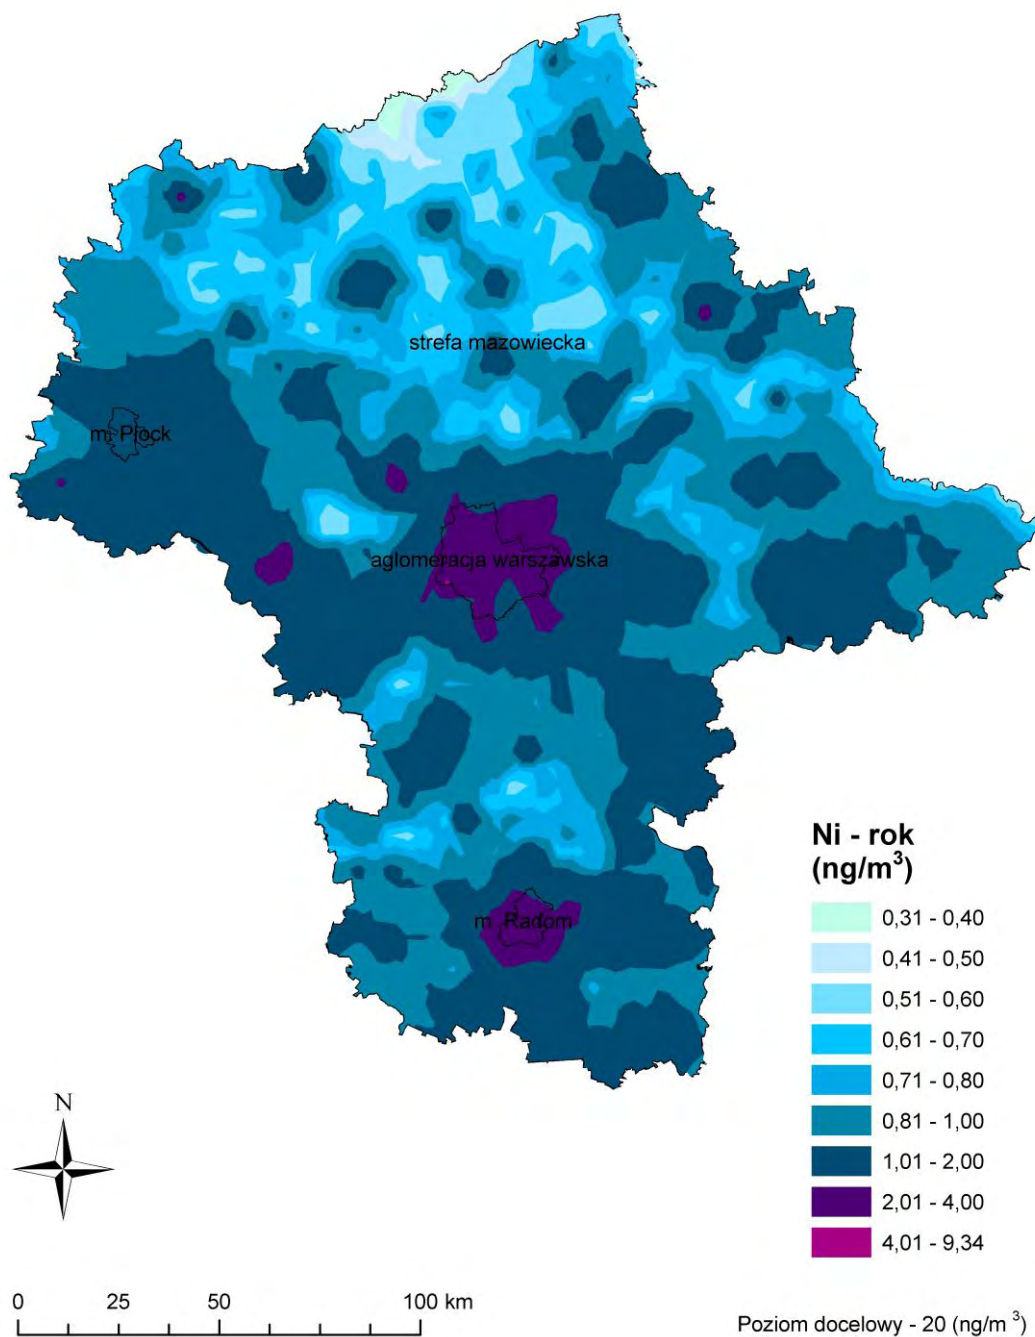 strefa mazowiecka
m. Płock
aglomeracja warszawska
m. Radom
Ni - rok
(ng/m³)
0,31 - 0,40
0,41 - 0,50
0,51 - 0,60
0,61 - 0,70
0,71 - 0,80
0,81 - 1,00
1,01 - 2,00
2,01 - 4,00
4,01 - 9,34
N
0 25 50 100 km
Poziom docelowy - 20 (ng/m ³)